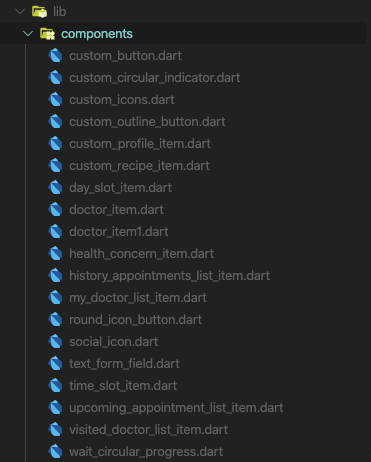 lib
components
custom_button.dart
custom_circular_indicator.dart
custom_icons.dart
custom_outline_button.dart
custom_profile_item.dart
custom_recipe_item.dart
day_slot_item.dart
doctor_item.dart
doctor_item1.dart
health_concern_item.dart
history_appointments_list_item.dart
my_doctor_list_item.dart
round_icon_button.dart
social_icon.dart
text_form_field.dart
time_slot_item.dart
upcoming_appointment_list_item.dart
visited_doctor_list_item.dart
wait_circular_progress.dart